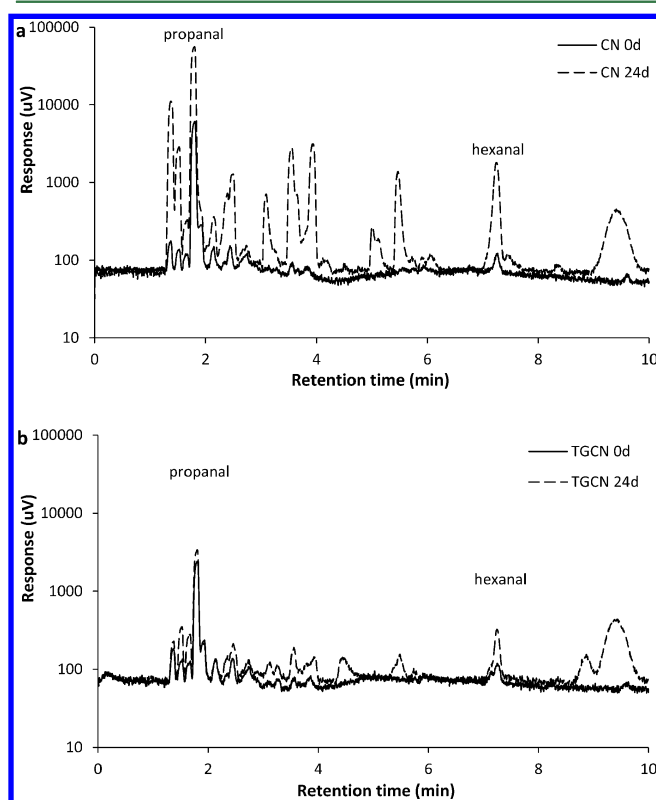 a
100000
10000
1000
100
10
Response (uV)
propanal
hexanal
CN 0d
CN 24d
0 2 4 6 8 10
Retention time (min)
b
100000
10000
1000
100
10
Response (uV)
propanal
hexanal
TGCN 0d
TGCN 24d
0 2 4 6 8 10
Retention time (min)